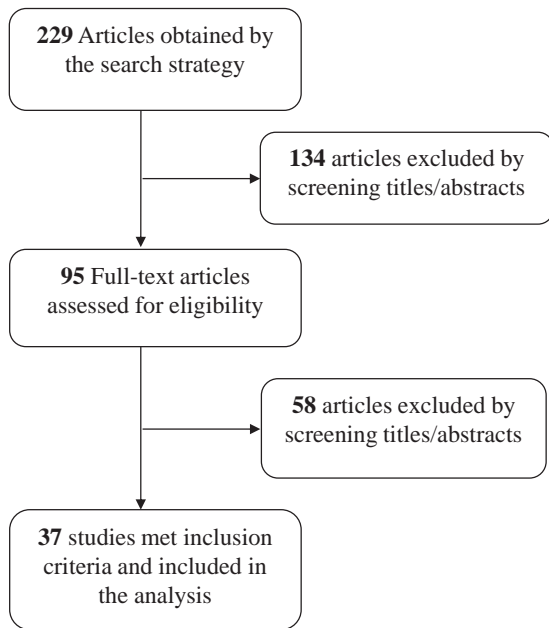 229 Articles obtained by
the search strategy
134 articles excluded by
screening titles/abstracts
95 Full-text articles
assessed for eligibility
58 articles excluded by
screening titles/abstracts
37 studies met inclusion
criteria and included in
the analysis